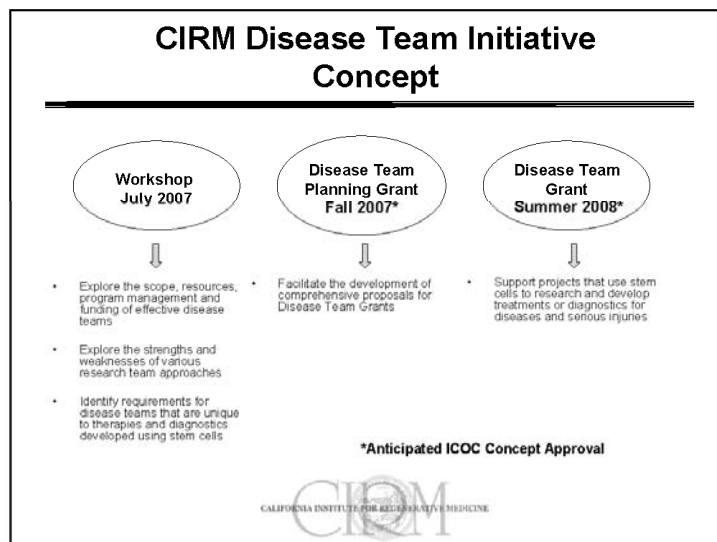 CIRM Disease Team Initiative
Concept
Workshop
July 2007
Disease Team
Planning Grant
Fall 2007*
Disease Team
Grant
Summer 2008*
• Explore the scope, resources,
program management and
funding of effective disease
teams
• Explore the strengths and
weaknesses of various
research team approaches
• Identify requirements for
disease teams that are unique
to therapies and diagnostics
developed using stem cells
• Facilitate the development of
comprehensive proposals for
Disease Team Grants
• Support projects that use stem
cells to research and develop
treatments or diagnostics for
diseases and serious injuries
*Anticipated ICOC Concept Approval
CIRM
CALIFORNIA INSTITUTE FOR REGENERATIVE MEDICINE